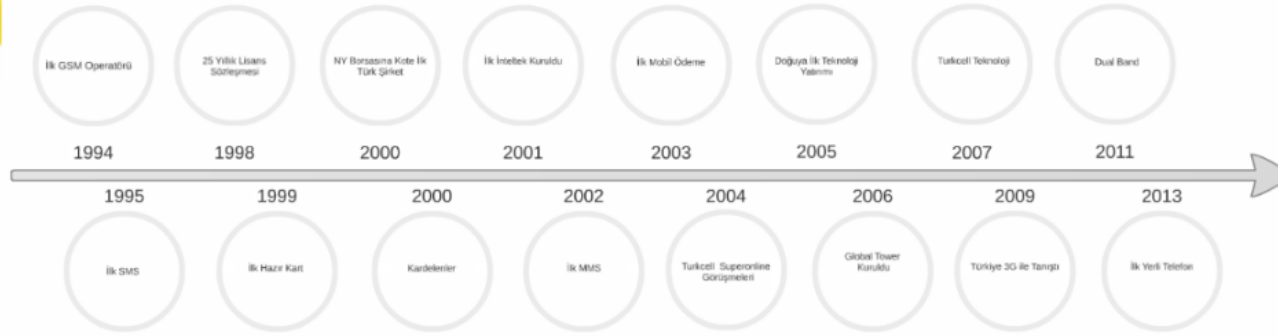 İlk GSM Operatörü
25 Yıllık Lisans
Sözleşmesi
NY Borsasına Kote İlk
Türk Şirket
İlk İnteltek Kuruldu
İlk Mobil Ödeme
Doğuya İlk Teknoloji
Yatırımı
Turkcell Teknoloji
Dual Band
1994
1998
2000
2001
2003
2005
2007
2011
1995
1999
2000
2002
2004
2006
2009
2013
İlk SMS
İlk Hazır Kart
Kardelenler
İlk MMS
Turkcell Superonline
Görüşmeleri
Global Tower
Kuruldu
Türkiye 3G ile Tanıştı
İlk Yerli Telefon